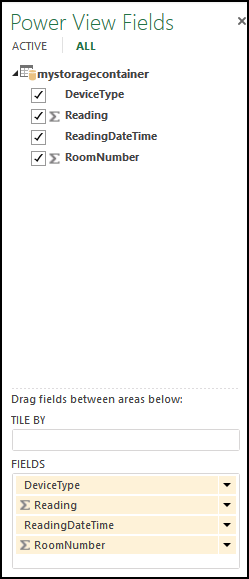 Power View Fields
ACTIVE ALL
mystoragecontainer
DeviceType
Σ Reading
ReadingDateTime
Σ RoomNumber
Drag fields between areas below:
TILE BY
FIELDS
DeviceType
Σ Reading
ReadingDateTime
Σ RoomNumber